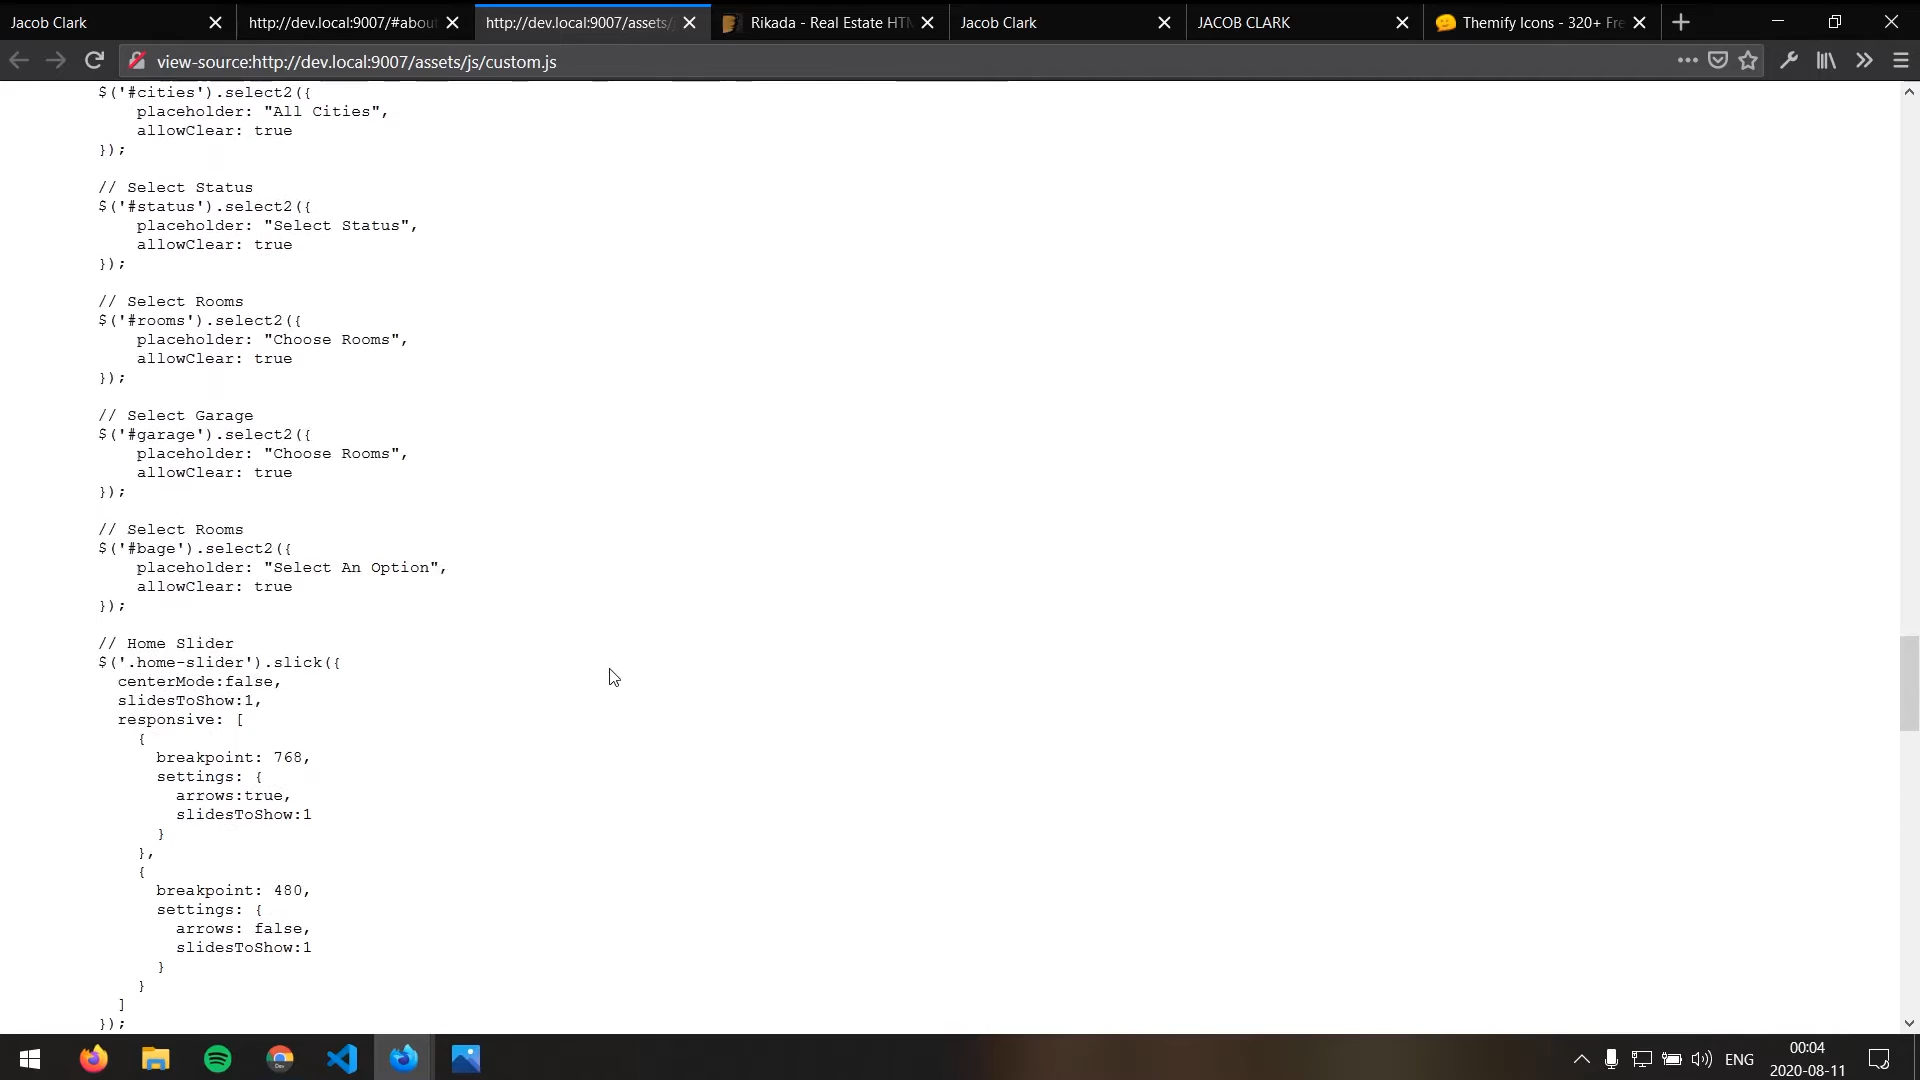 Jacob Clark
http://dev.local:9007/#abou
http://dev.local:9007/assets/
Rikada - Real Estate HTM
Jacob Clark
JACOB CLARK
Themify Icons - 320+ Fre
view-source:http://dev.local:9007/assets/js/custom.js
$('#cities').select2({
placeholder: "All Cities",
allowClear: true
});
// Select Status
$('#status').select2({
placeholder: "Select Status",
allowClear: true
});
// Select Rooms
$('#rooms').select2({
placeholder: "Choose Rooms",
allowClear: true
});
// Select Garage
$('#garage').select2({
placeholder: "Choose Rooms",
allowClear: true
});
// Select Rooms
$('#bage').select2({
placeholder: "Select An Option",
allowClear: true
});
// Home Slider
$('.home-slider').slick({
centerMode:false,
slidesToShow:1,
responsive: [
{
breakpoint: 768,
settings: {
arrows:true,
slidesToShow:1
}
},
{
breakpoint: 480,
settings: {
arrows: false,
slidesToShow:1
}
}
]
});
ENG
00:04
2020-08-11